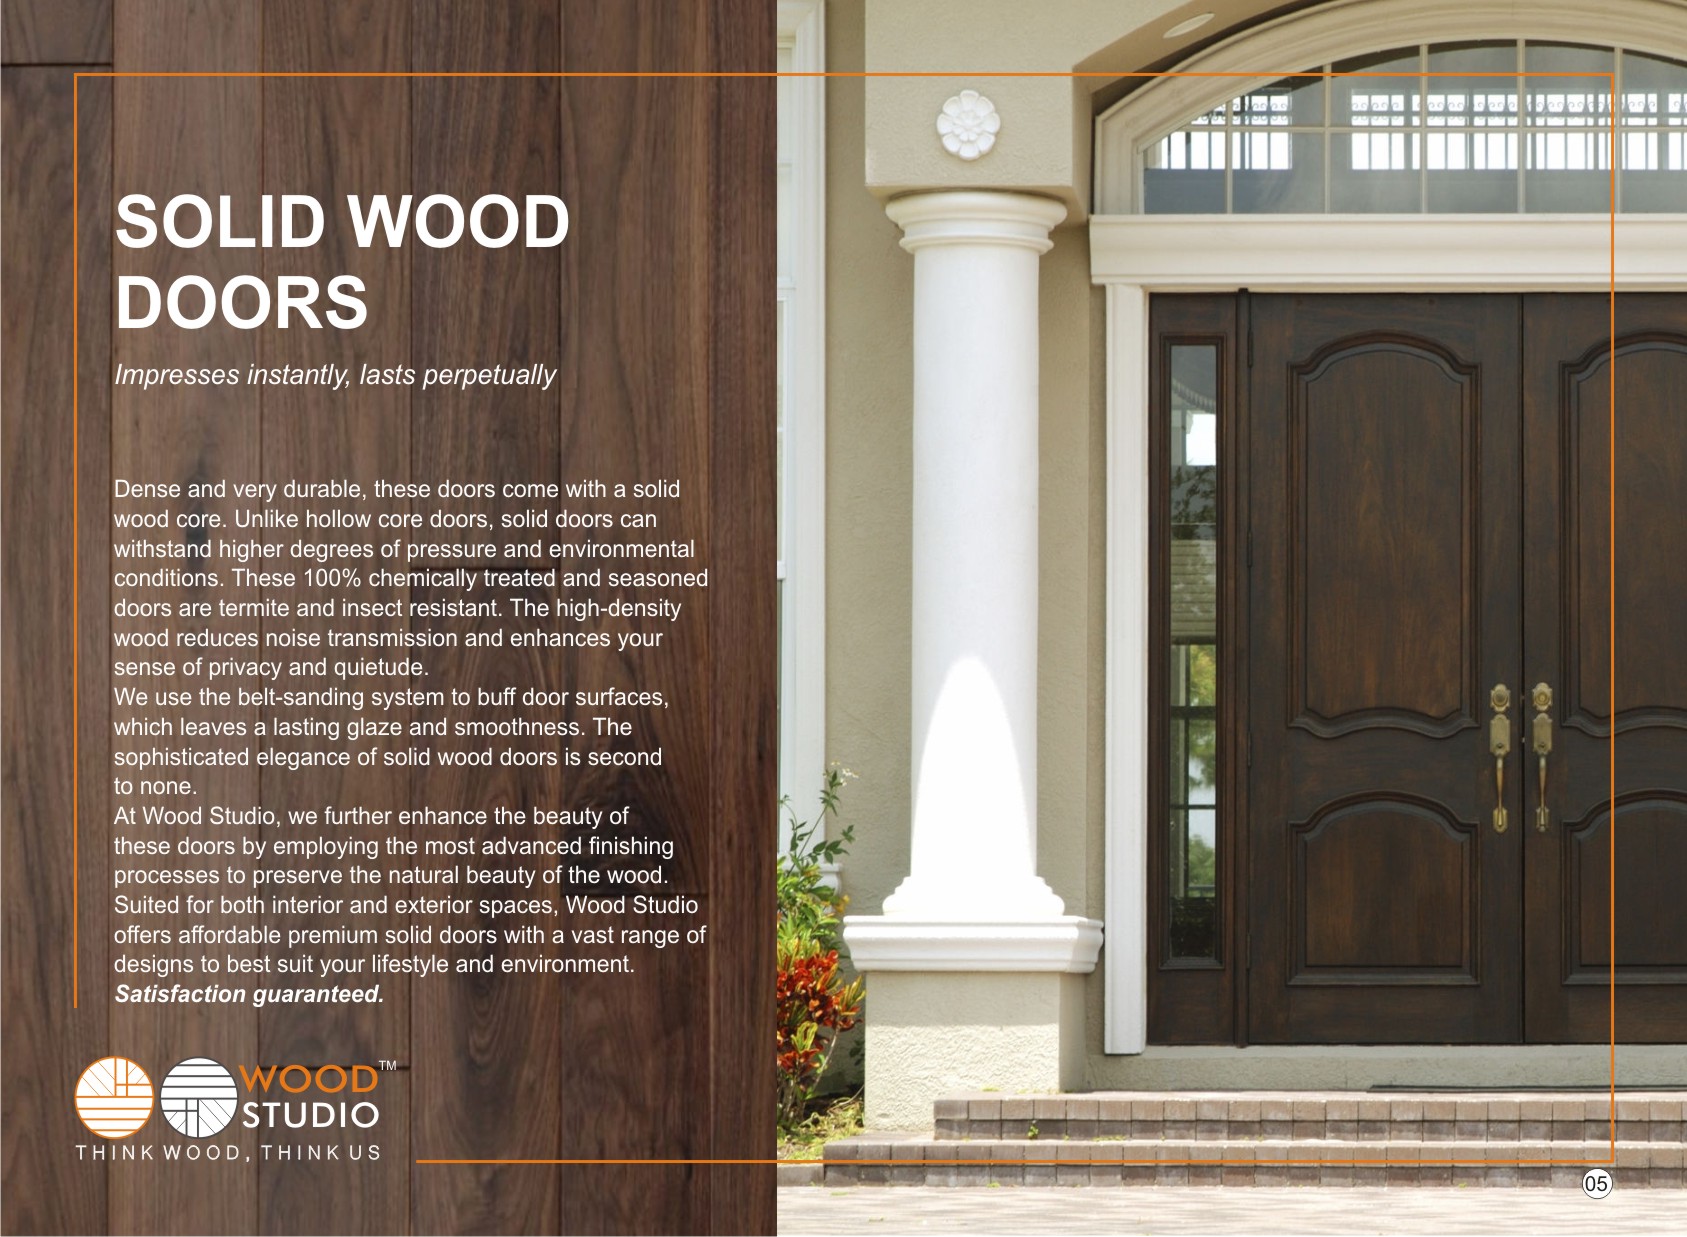 SOLID WOOD
DOORS
Impresses instantly, lasts perpetually
Dense and very durable, these doors come with a solid
wood core. Unlike hollow core doors, solid doors can
withstand higher degrees of pressure and environmental
conditions. These 100% chemically treated and seasoned
doors are termite and insect resistant. The high-density
wood reduces noise transmission and enhances your
sense of privacy and quietude.
We use the belt-sanding system to buff door surfaces,
which leaves a lasting glaze and smoothness. The
sophisticated elegance of solid wood doors is second
to none.
At Wood Studio, we further enhance the beauty of
these doors by employing the most advanced finishing
processes to preserve the natural beauty of the wood.
Suited for both interior and exterior spaces, Wood Studio
offers affordable premium solid doors with a vast range of
designs to best suit your lifestyle and environment.
Satisfaction guaranteed.
WOOD TM
STUDIO
THINK WOOD, THINK US
05